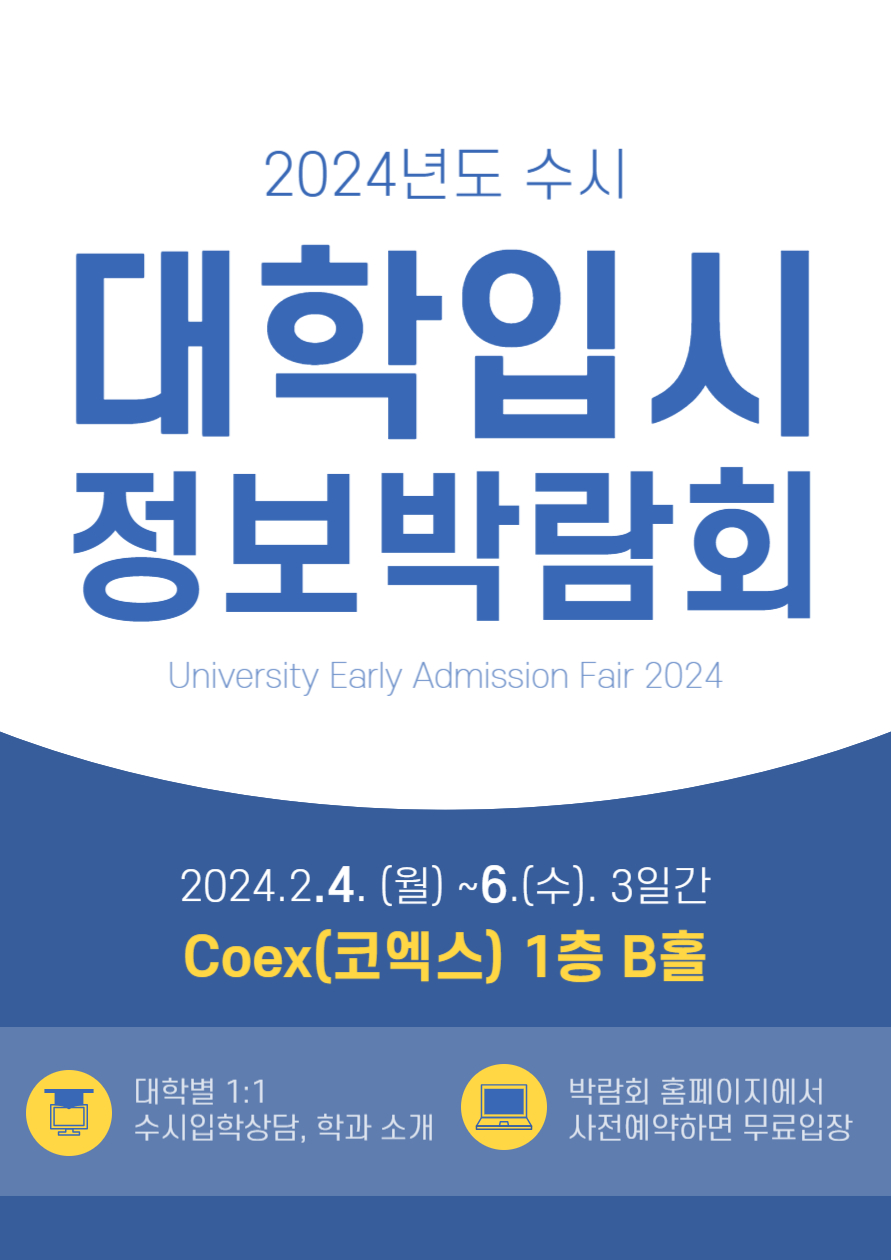 2024년도 수시
대학입시
정보박람회
University Early Admission Fair 2024
2024.2.4. (월) ~6.(수). 3일간
Coex(코엑스) 1층 B홀
대학별 1:1
수시입학상담, 학과 소개
박람회 홈페이지에서
사전예약하면 무료입장